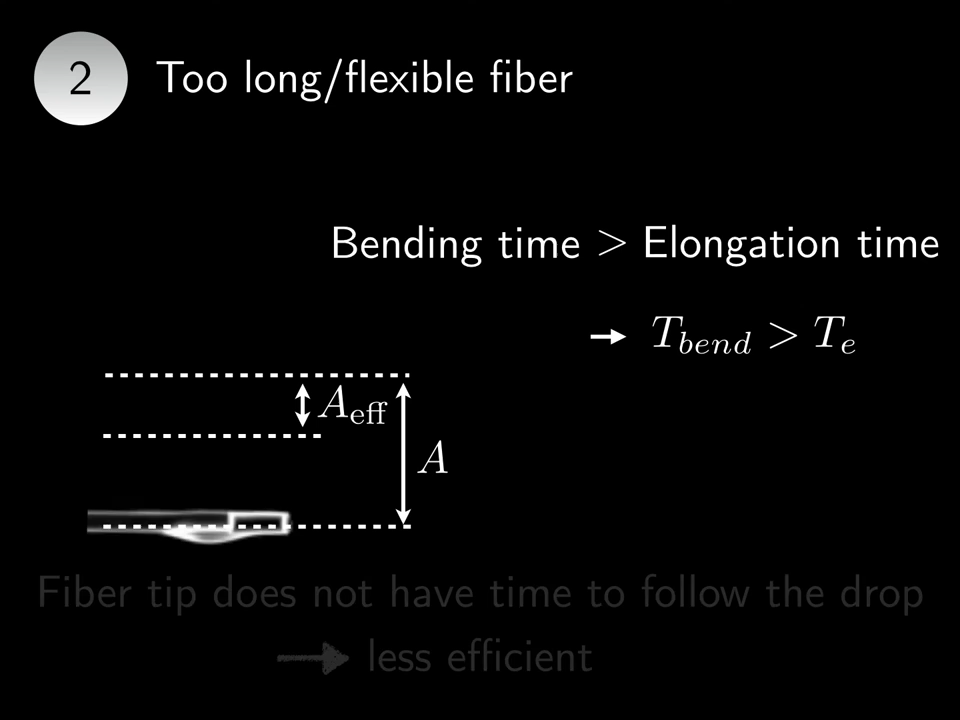 2 Too long/flexible fiber
Bending time > Elongation time
→ T_bend > T_e
A_eff
A
Fiber tip does not have time to follow the drop
→ less efficient